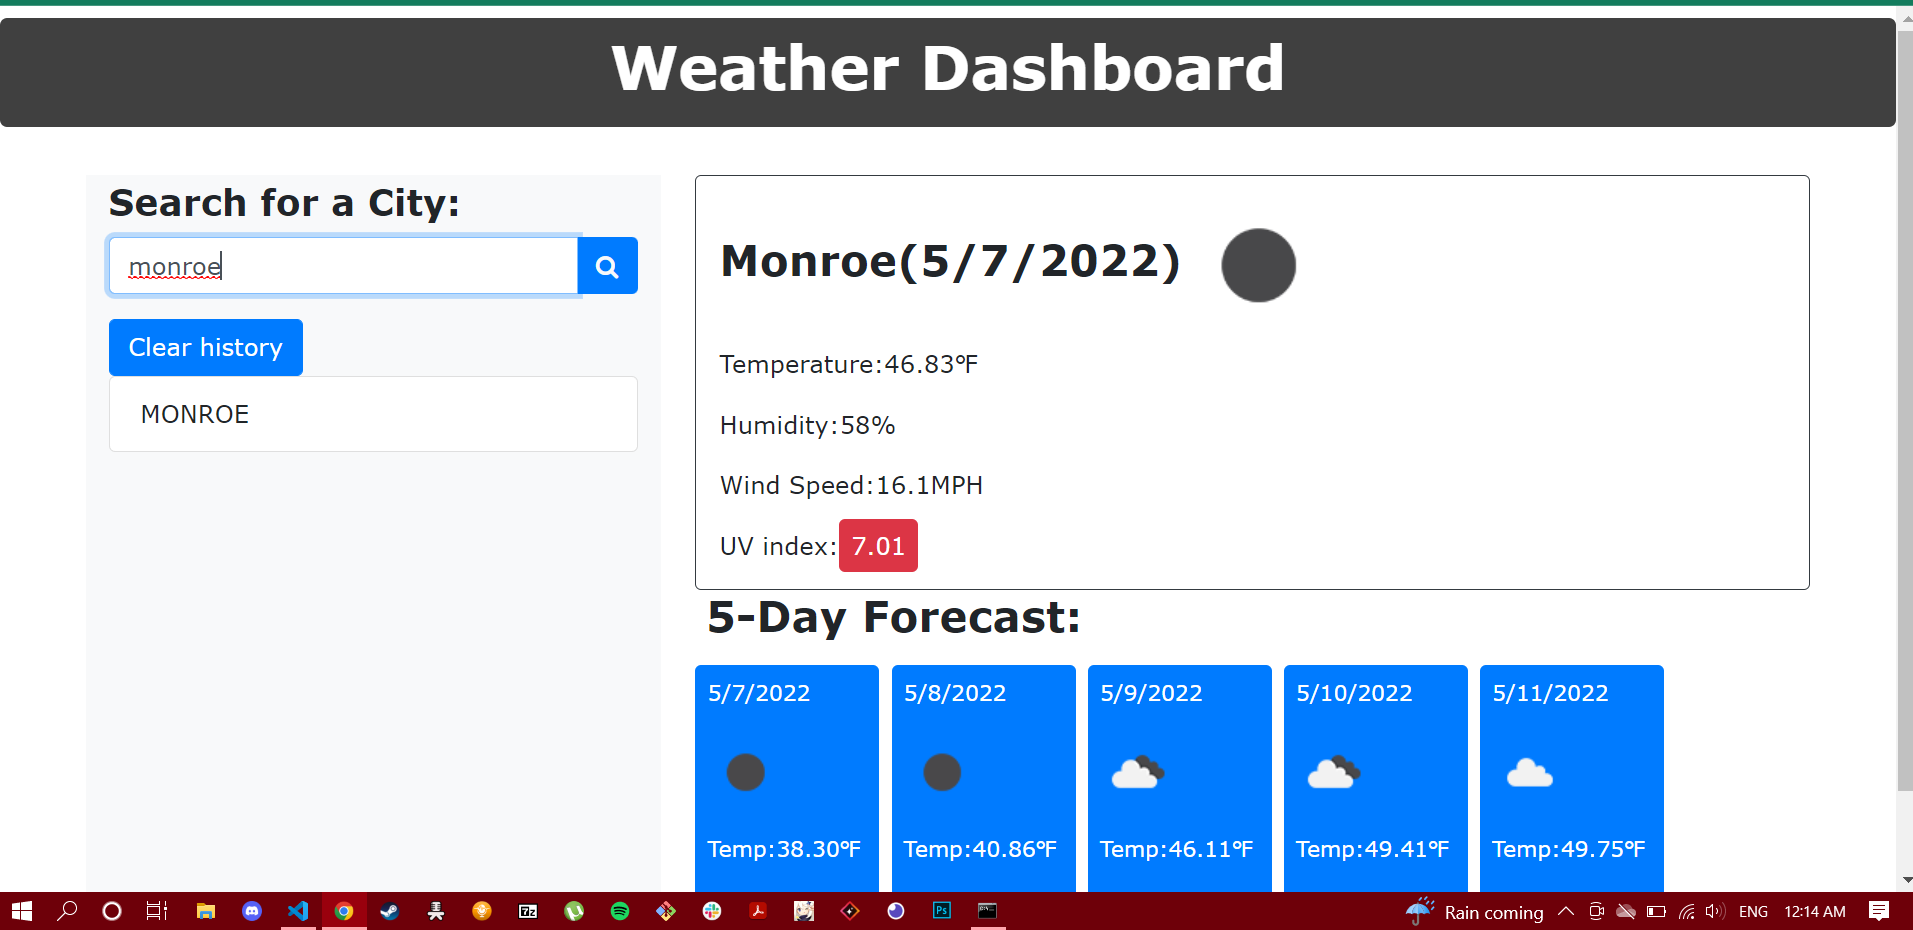 Weather Dashboard
Search for a City:
monroe
Clear history
MONROE
Monroe(5/7/2022)
Temperature:46.83°F
Humidity:58%
Wind Speed:16.1MPH
UV index: 7.01
5-Day Forecast:
5/7/2022 5/8/2022 5/9/2022 5/10/2022 5/11/2022
Temp:38.30°F Temp:40.86°F Temp:46.11°F Temp:49.41°F Temp:49.75°F
7z Ps Rain coming ENG 12:14 AM